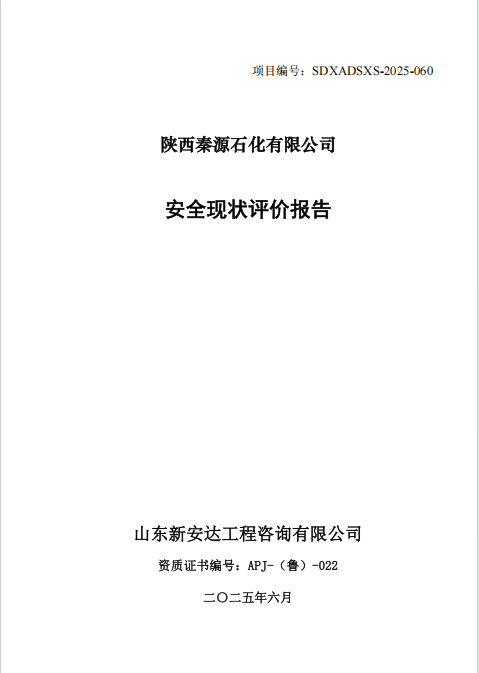 项目编号：SDXADSXS-2025-060
陕西秦源石化有限公司
安全现状评价报告
山东新安达工程咨询有限公司
资质证书编号：APJ-（鲁）-022
二〇二五年六月